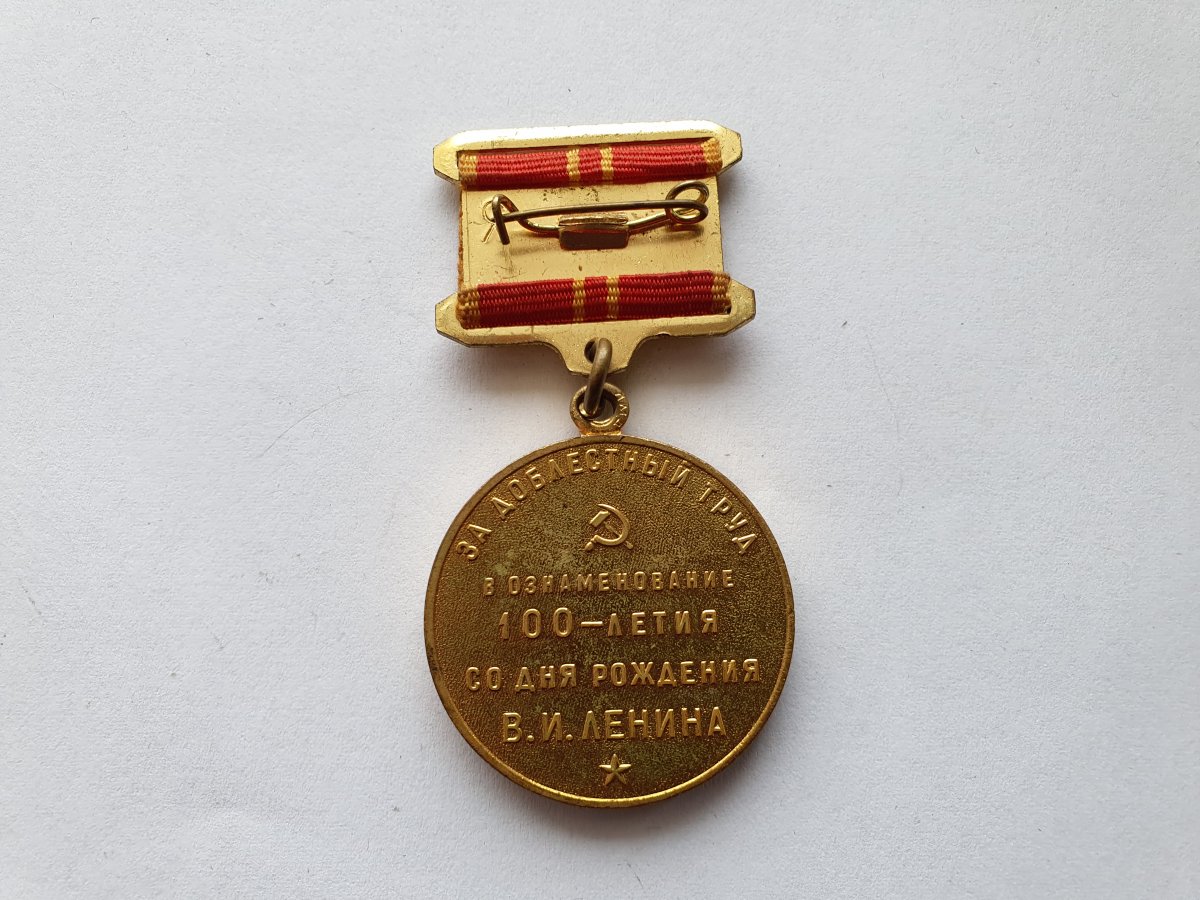 ЗА ДОБЛЕСТНЫЙ ТРУД
В ОЗНАМЕНОВАНИЕ
100-ЛЕТИЯ
СО ДНЯ РОЖДЕНИЯ
В.И. ЛЕНИНА